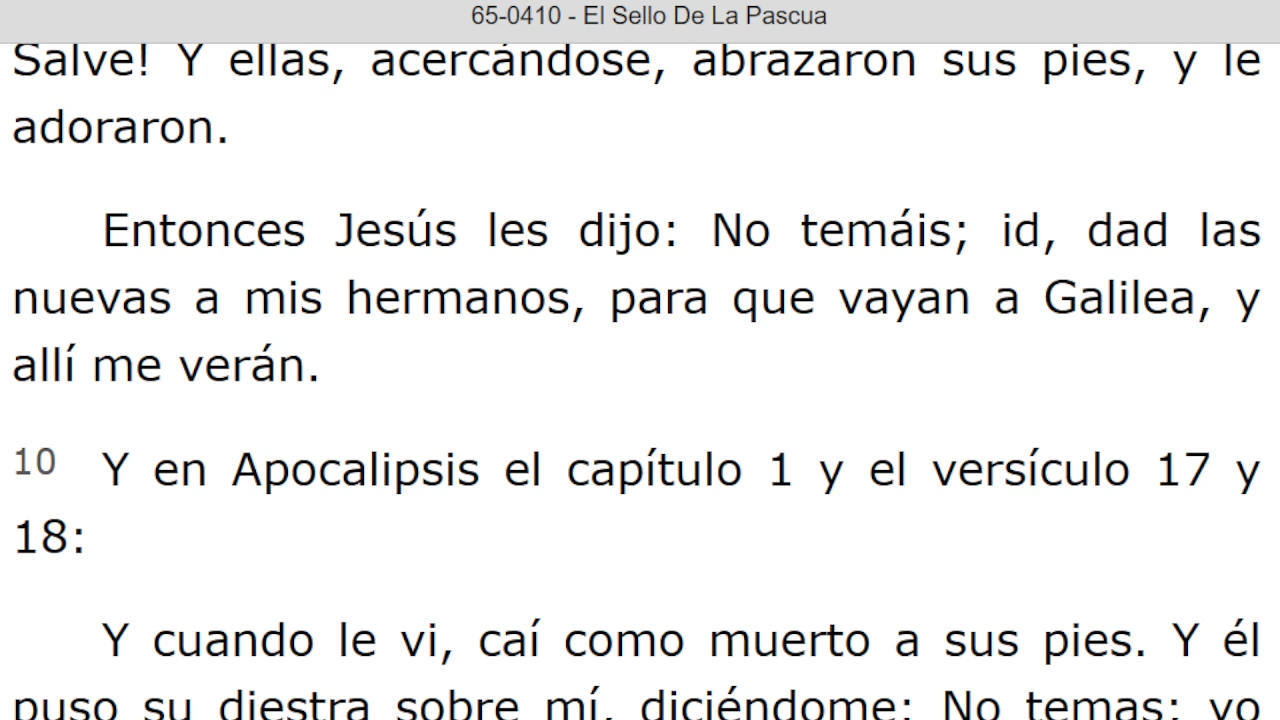 65-0410 - El Sello De La Pascua
Salve! Y ellas, acercándose, abrazaron sus pies, y le
adoraron.
Entonces Jesús les dijo: No temáis; id, dad las
nuevas a mis hermanos, para que vayan a Galilea, y
allí me verán.
10 Y en Apocalipsis el capítulo 1 y el versículo 17 y
18:
Y cuando le vi, caí como muerto a sus pies. Y él
puso su diestra sobre mí, diciéndome: No temas; yo